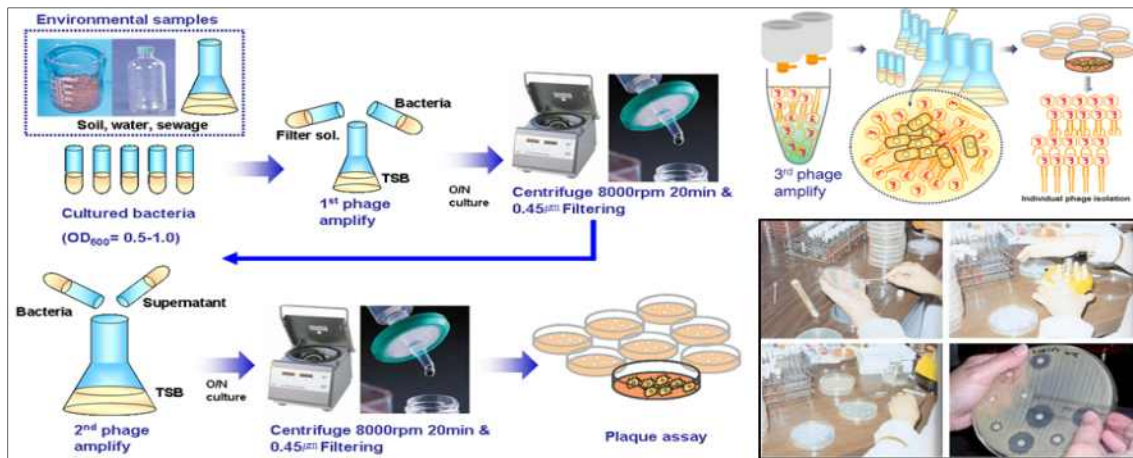 Environmental samples
Soil, water, sewage
Cultured bacteria
(OD600= 0.5-1.0)
Filter sol.
Bacteria
TSB
1st phage
amplify
O/N
culture
Centrifuge 8000rpm 20min &
0.45㎛ Filtering
Bacteria
Supernatant
TSB
2nd phage
amplify
O/N
culture
Centrifuge 8000rpm 20min &
0.45㎛ Filtering
Plaque assay
3rd phage
amplify
Individual phage isolation